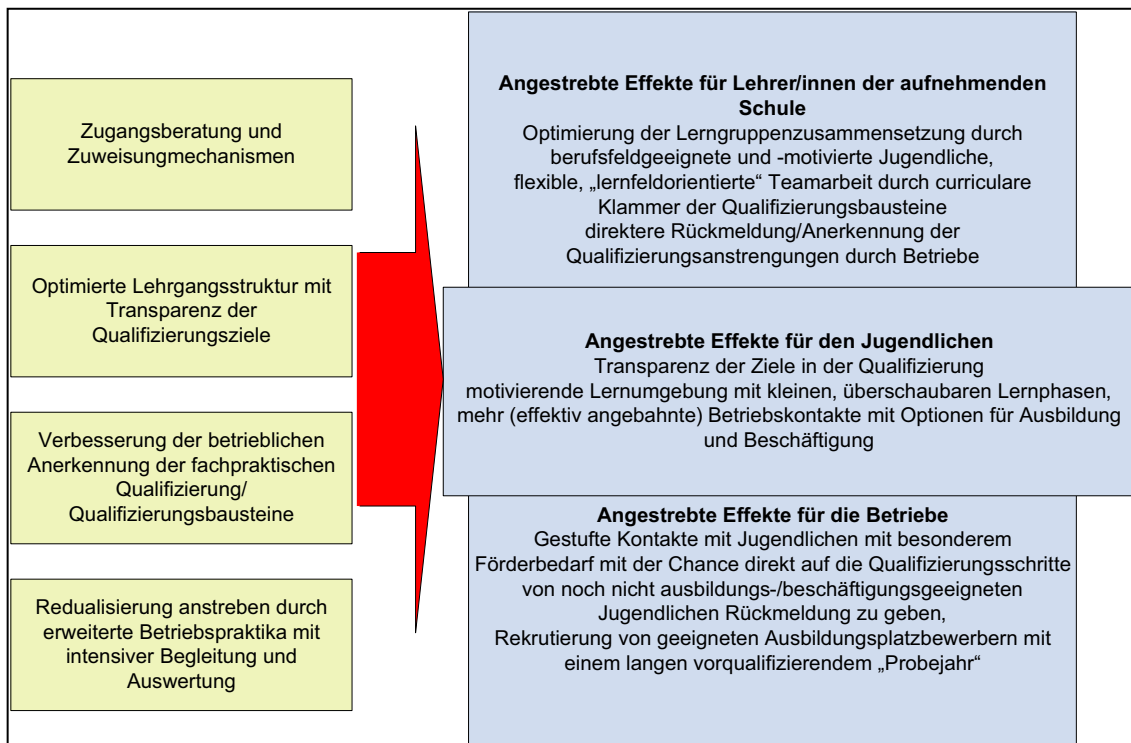 Zugangsberatung und
Zuweisungmechanismen
Optimierte Lehrgangsstruktur mit
Transparenz der
Qualifizierungsziele
Verbesserung der betrieblichen
Anerkennung der fachpraktischen
Qualifizierung/
Qualifizierungsbausteine
Redualisierung anstreben durch
erweiterte Betriebspraktika mit
intensiver Begleitung und
Auswertung
Angestrebte Effekte für Lehrer/innen der aufnehmenden
Schule
Optimierung der Lerngruppenzusammensetzung durch
berufsfeldgeeignete und -motivierte Jugendliche,
flexible, „lernfeldorientierte“ Teamarbeit durch curriculare
Klammer der Qualifizierungsbausteine
direktere Rückmeldung/Anerkennung der
Qualifizierungsanstrengungen durch Betriebe
Angestrebte Effekte für den Jugendlichen
Transparenz der Ziele in der Qualifizierung
motivierende Lernumgebung mit kleinen, überschaubaren Lernphasen,
mehr (effektiv angebahnte) Betriebskontakte mit Optionen für Ausbildung
und Beschäftigung
Angestrebte Effekte für die Betriebe
Gestufte Kontakte mit Jugendlichen mit besonderem
Förderbedarf mit der Chance direkt auf die Qualifizierungsschritte
von noch nicht ausbildungs-/beschäftigungsgeeigneten
Jugendlichen Rückmeldung zu geben,
Rekrutierung von geeigneten Ausbildungsplatzbewerbern mit
einem langen vorqualifizierendem „Probejahr“